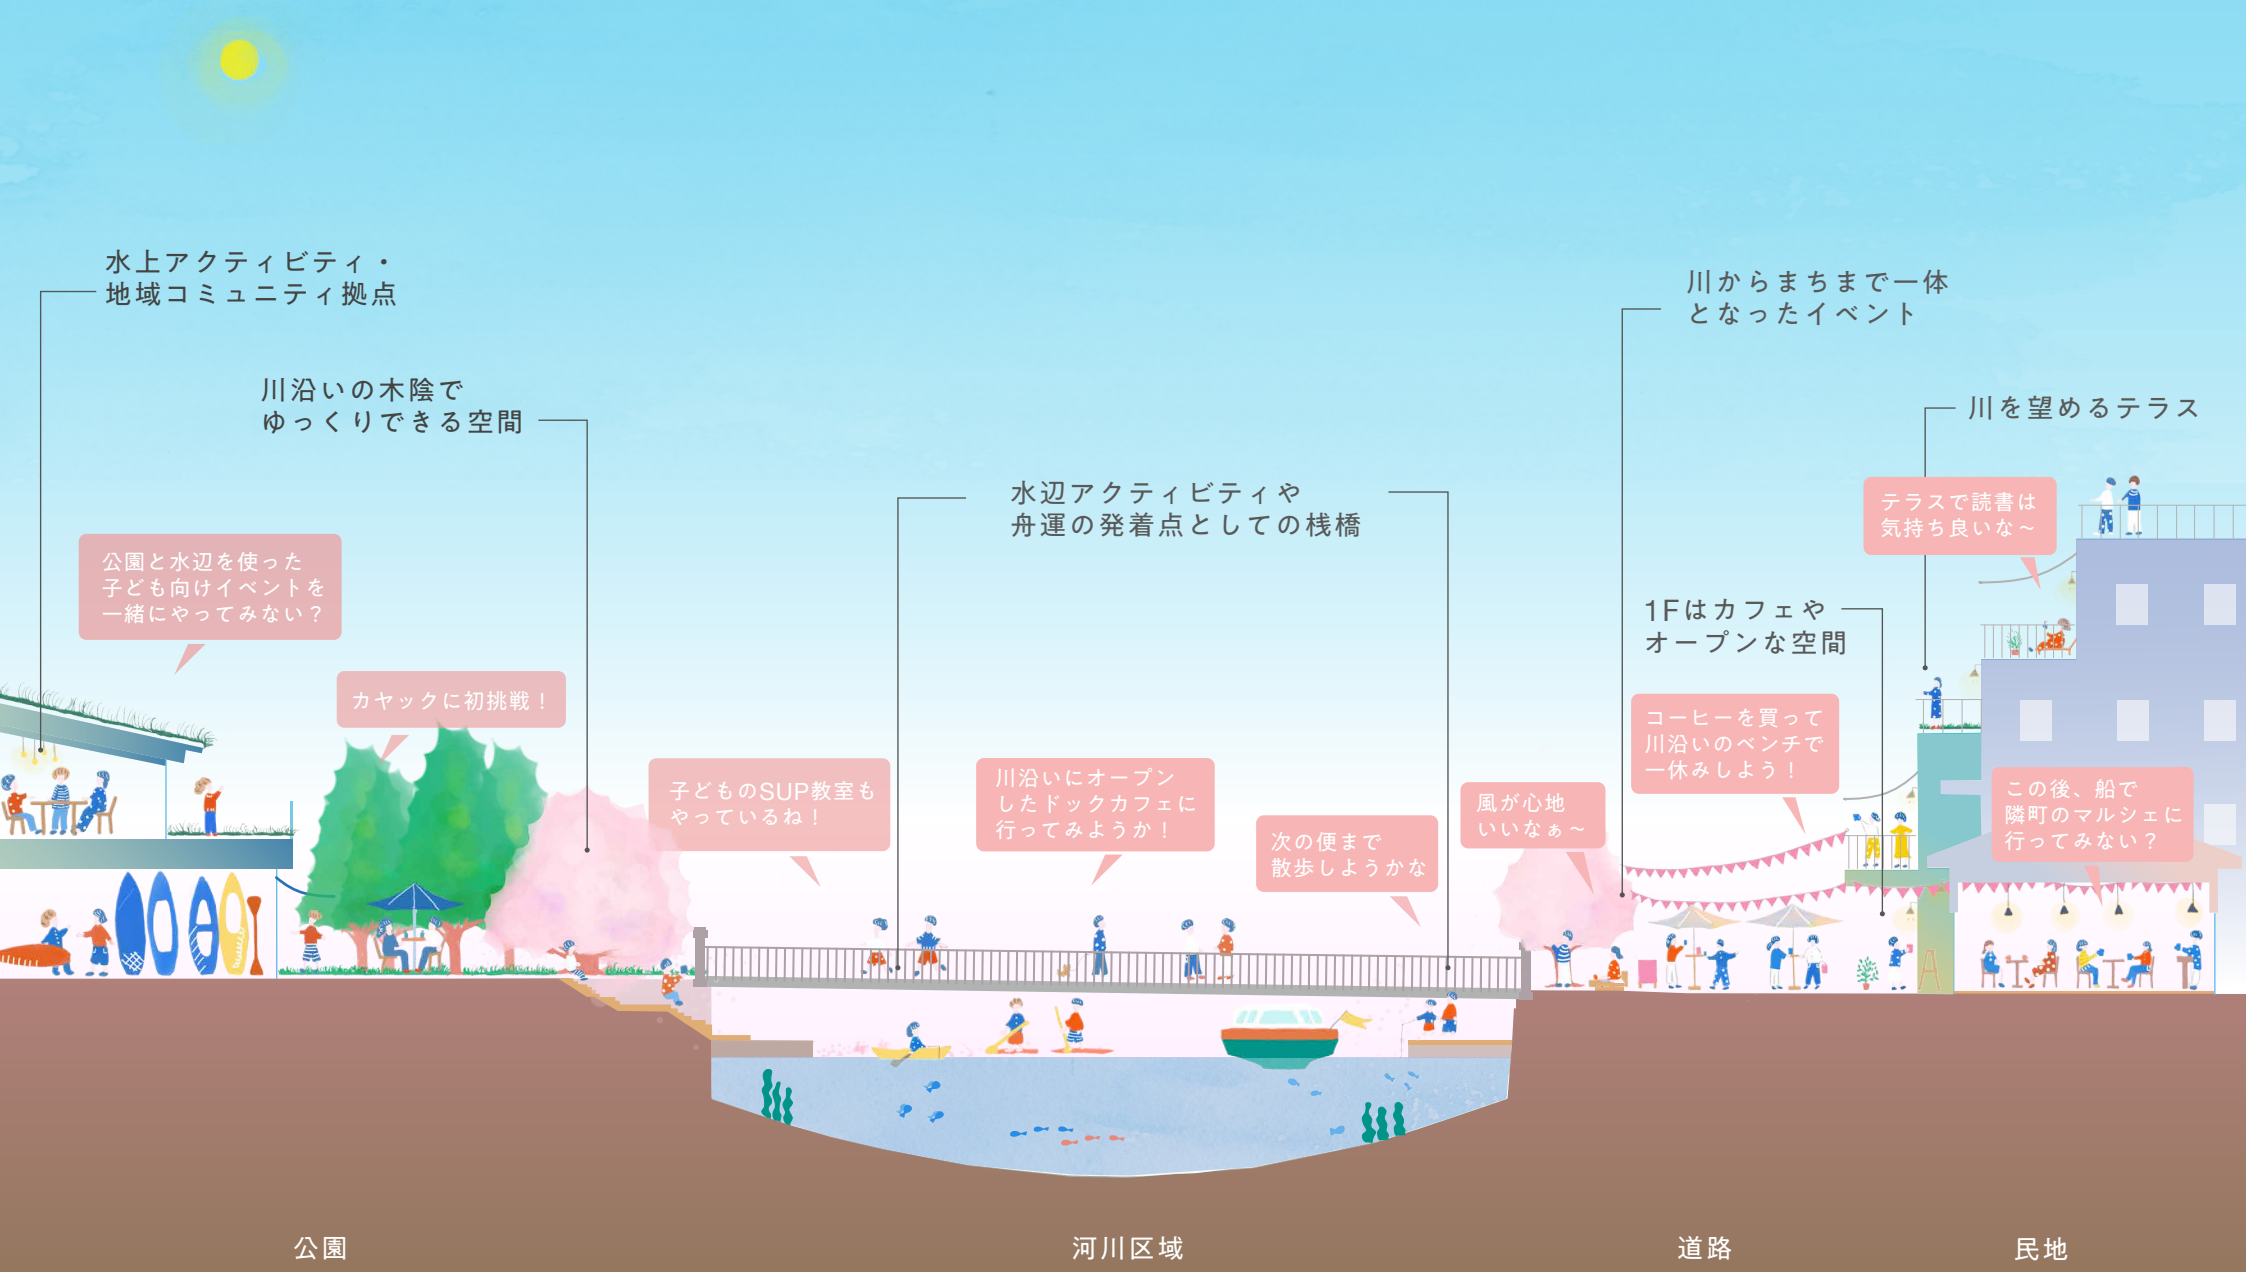 水上アクティビティ・
地域コミュニティ拠点
川沿いの木陰で
ゆっくりできる空間
公園と水辺を使った
子ども向けイベントを
一緒にやってみない？
カヤックに初挑戦！
子どものSUP教室も
やっているね！
水辺アクティビティや
舟運の発着点としての桟橋
川沿いにオープン
したドックカフェに
行ってみようか！
次の便まで
散歩しようかな
風が心地
いいなぁ～
川からまちまで一体
となったイベント
川を望めるテラス
テラスで読書は
気持ち良いな～
1Fはカフェや
オープンな空間
コーヒーを買って
川沿いのベンチで
一休みしよう！
この後、船で
隣町のマルシェに
行ってみない？
公園
河川区域
道路
民地